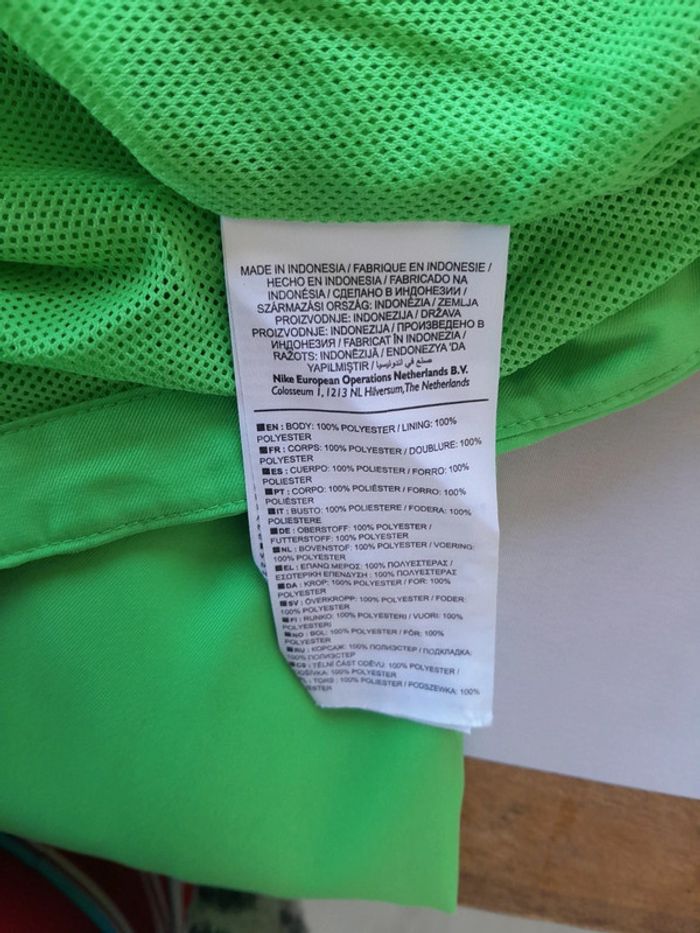 MADE IN INDONESIA / FABRIQUE EN INDONESIE /
HECHO EN INDONESIA / FABRICADO NA
INDONÉSIA / СДЕЛАНО В ИНДОНЕЗИИ /
SZÁRMAZÁSI ORSZÁG: INDONÉZIA / ZEMLJA
PROIZVODNJE: INDONEZIJA / DRŽAVA
PROIZVODNJE: INDONEZIJA / ПРОИЗВЕДЕНО В
ИНДОНЕЗИЯ / FABRICAT ÎN INDONEZIA /
RAŽOTS: INDONĒZIJĀ / ENDONEZYA 'DA
YAPILMIŞTIR / صنع في اندونيسيا
Nike European Operations Netherlands B.V.
Colosseum 1, 1213 NL Hilversum, The Netherlands
EN : BODY: 100% POLYESTER / LINING: 100%
POLYESTER
FR : CORPS: 100% POLYESTER / DOUBLURE: 100%
POLYESTER
ES : CUERPO: 100% POLIESTER / FORRO: 100%
POLIESTER
PT : CORPO: 100% POLIÉSTER / FORRO: 100%
POLIÉSTER
IT : BUSTO: 100% POLIESTERE / FODERA: 100%
POLIESTERE
DE : OBERSTOFF: 100% POLYESTER /
FUTTERSTOFF: 100% POLYESTER
NL : BOVENSTOF: 100% POLYESTER / VOERING:
100% POLYESTER
EL : ΕΠΑΝΩ ΜΕΡΟΣ: 100% ΠΟΛΥΕΣΤΕΡΑΣ /
ΕΣΩΤΕΡΙΚΗ ΕΠΕΝΔΥΣΗ : 100% ΠΟΛΥΕΣΤΕΡΑΣ
DA : KROP: 100% POLYESTER / FOR: 100%
POLYESTER
SV : ÖVERKROPP: 100% POLYESTER / FODER:
100% POLYESTER
FI : RUNKO: 100% POLYESTERI / VUORI: 100%
POLYESTERI
NO : BOL: 100% POLYESTER / FÔR: 100%
POLYESTER
RU : КОРСАЖ: 100% ПОЛИЭСТЕР / ПОДКЛАДКА:
100% ПОЛИЭСТЕР
CS : TĚLNÍ ČÁST ODĚVU: 100% POLYESTER /
PODŠÍVKA: 100% POLYESTER
100% POLIESTER / PODSZEWKA: 100%